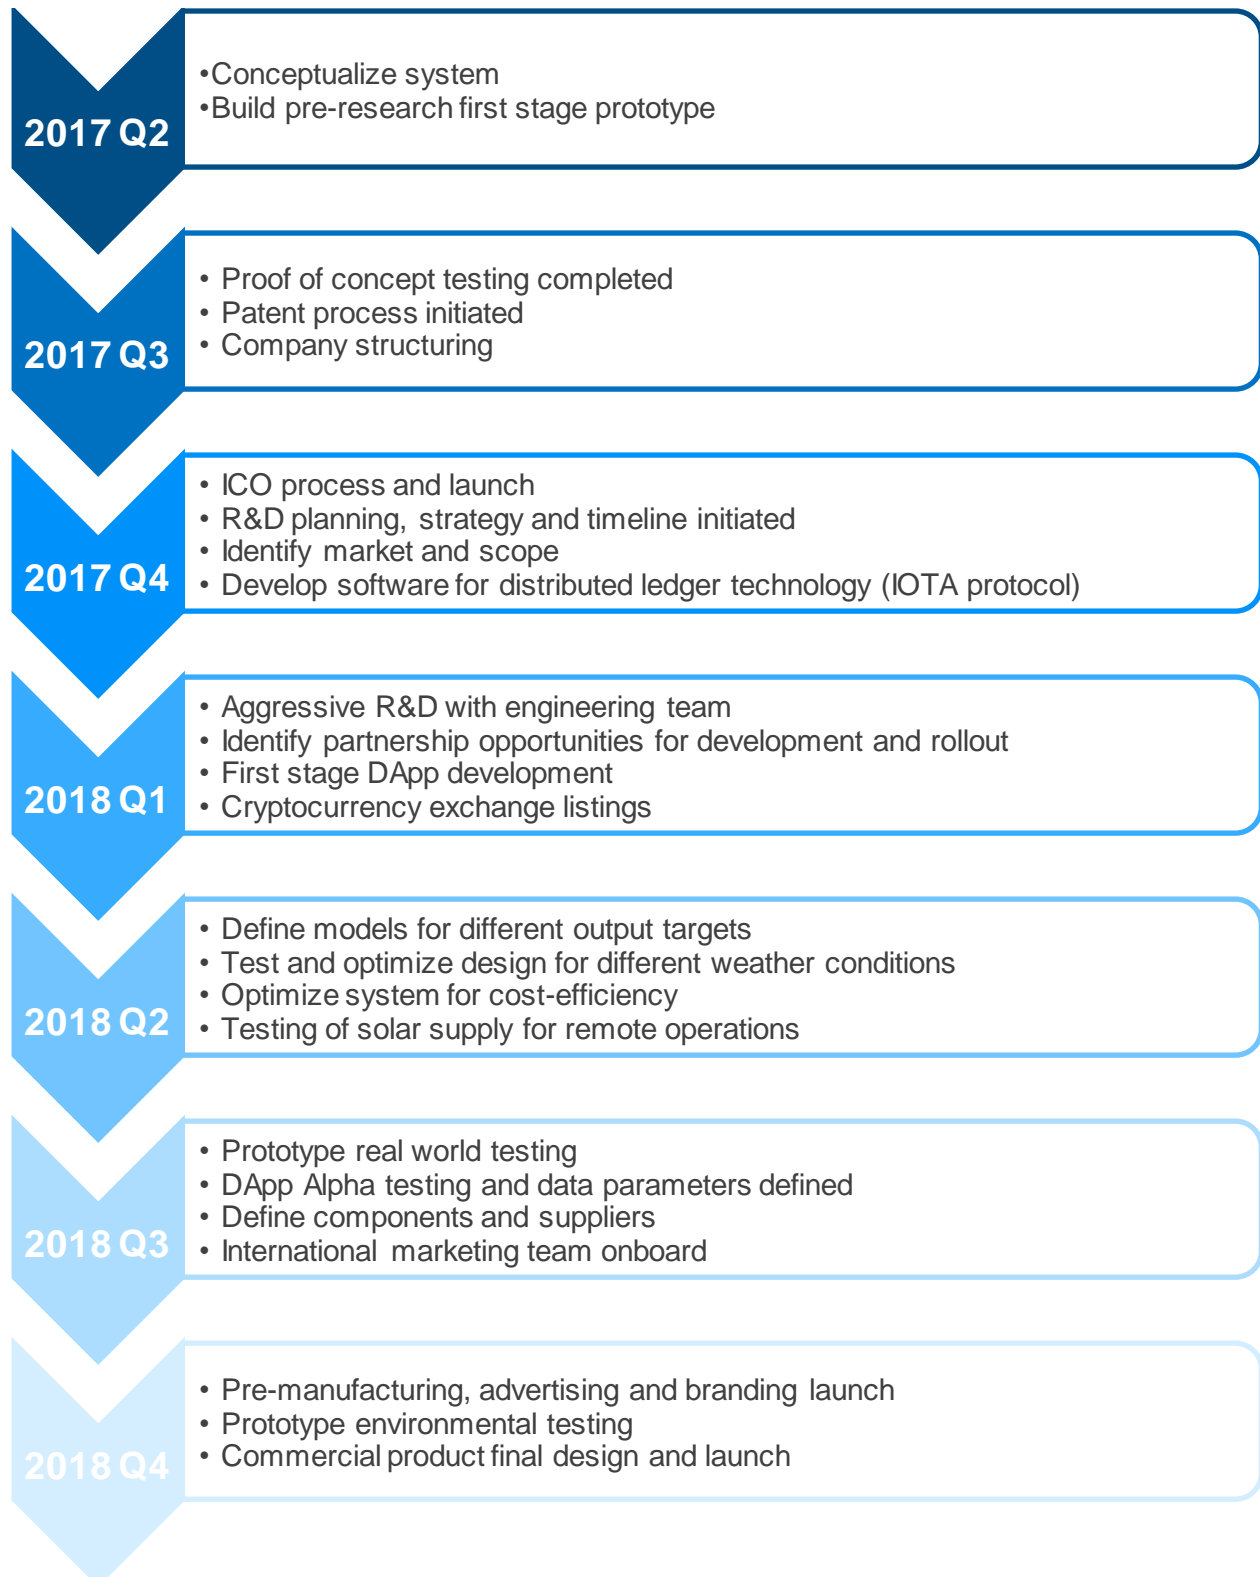 2017 Q2
•Conceptualize system
•Build pre-research first stage prototype
2017 Q3
• Proof of concept testing completed
• Patent process initiated
• Company structuring
2017 Q4
• ICO process and launch
• R&D planning, strategy and timeline initiated
• Identify market and scope
• Develop software for distributed ledger technology (IOTA protocol)
2018 Q1
• Aggressive R&D with engineering team
• Identify partnership opportunities for development and rollout
• First stage DApp development
• Cryptocurrency exchange listings
2018 Q2
• Define models for different output targets
• Test and optimize design for different weather conditions
• Optimize system for cost-efficiency
• Testing of solar supply for remote operations
2018 Q3
• Prototype real world testing
• DApp Alpha testing and data parameters defined
• Define components and suppliers
• International marketing team onboard
2018 Q4
• Pre-manufacturing, advertising and branding launch
• Prototype environmental testing
• Commercial product final design and launch